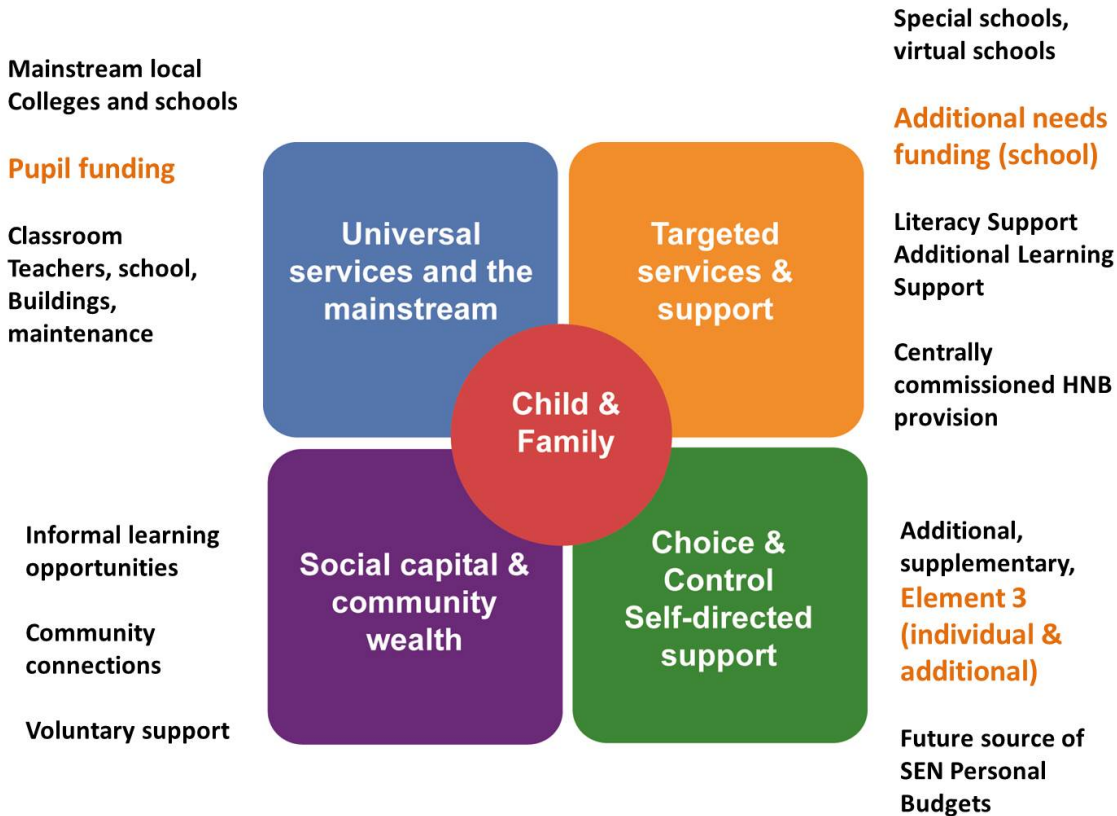 Mainstream local
Colleges and schools
Pupil funding
Classroom
Teachers, school,
Buildings,
maintenance
Universal
services and the
mainstream
Targeted
services &
support
Special schools,
virtual schools
Additional needs
funding (school)
Literacy Support
Additional Learning
Support
Centrally
commissioned HNB
provision
Child &
Family
Informal learning
opportunities
Community
connections
Voluntary support
Social capital &
community
wealth
Choice &
Control
Self-directed
support
Additional,
supplementary,
Element 3
(individual &
additional)
Future source of
SEN Personal
Budgets